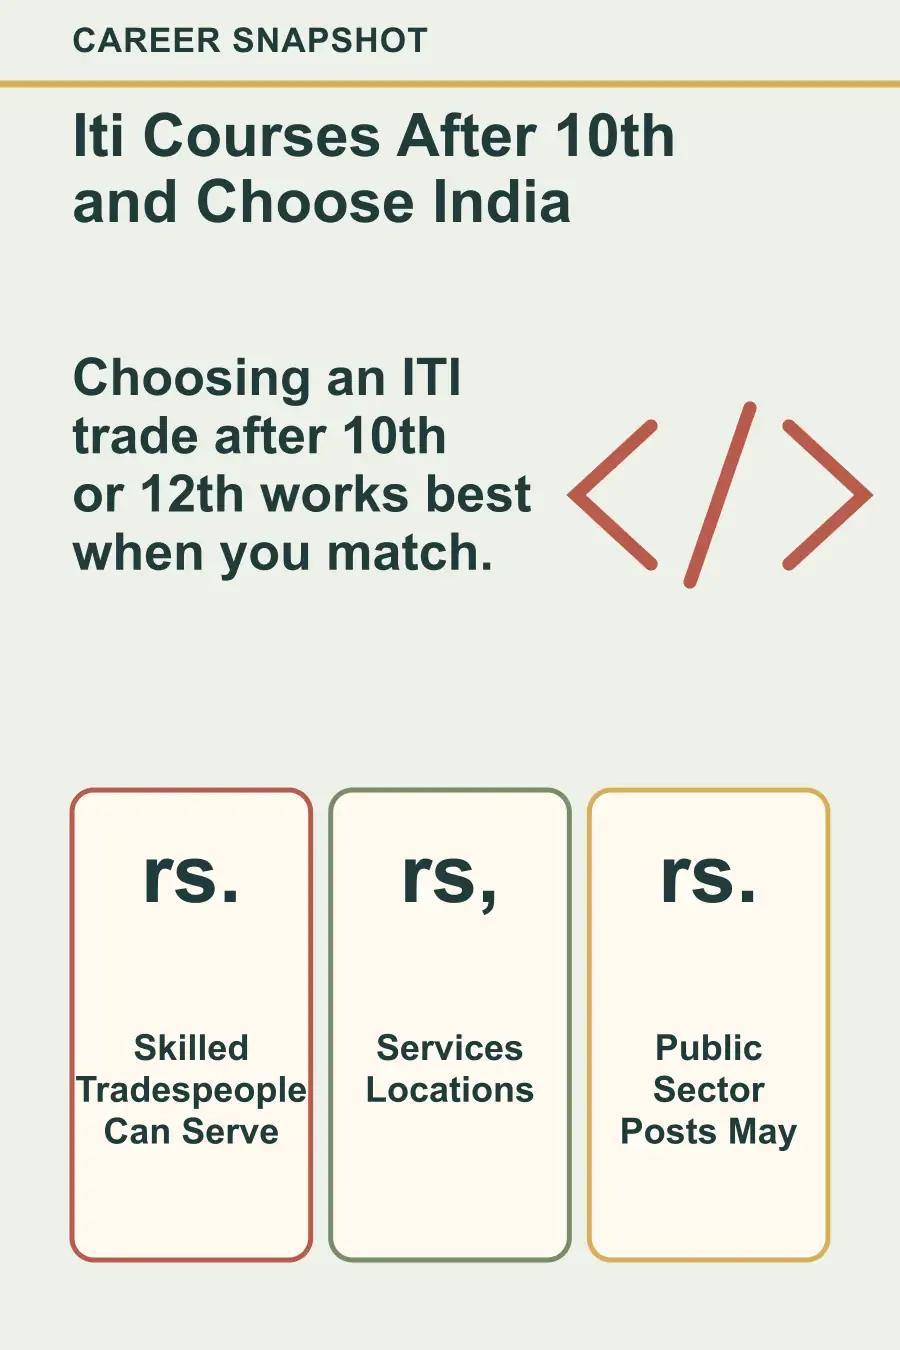 CAREER SNAPSHOT
Iti Courses After 10th
and Choose India
Choosing an ITI
trade after 10th
or 12th works best
when you match.
</>
rs.
Skilled
Tradespeople
Can Serve
rs,
Services
Locations
rs.
Public
Sector
Posts May